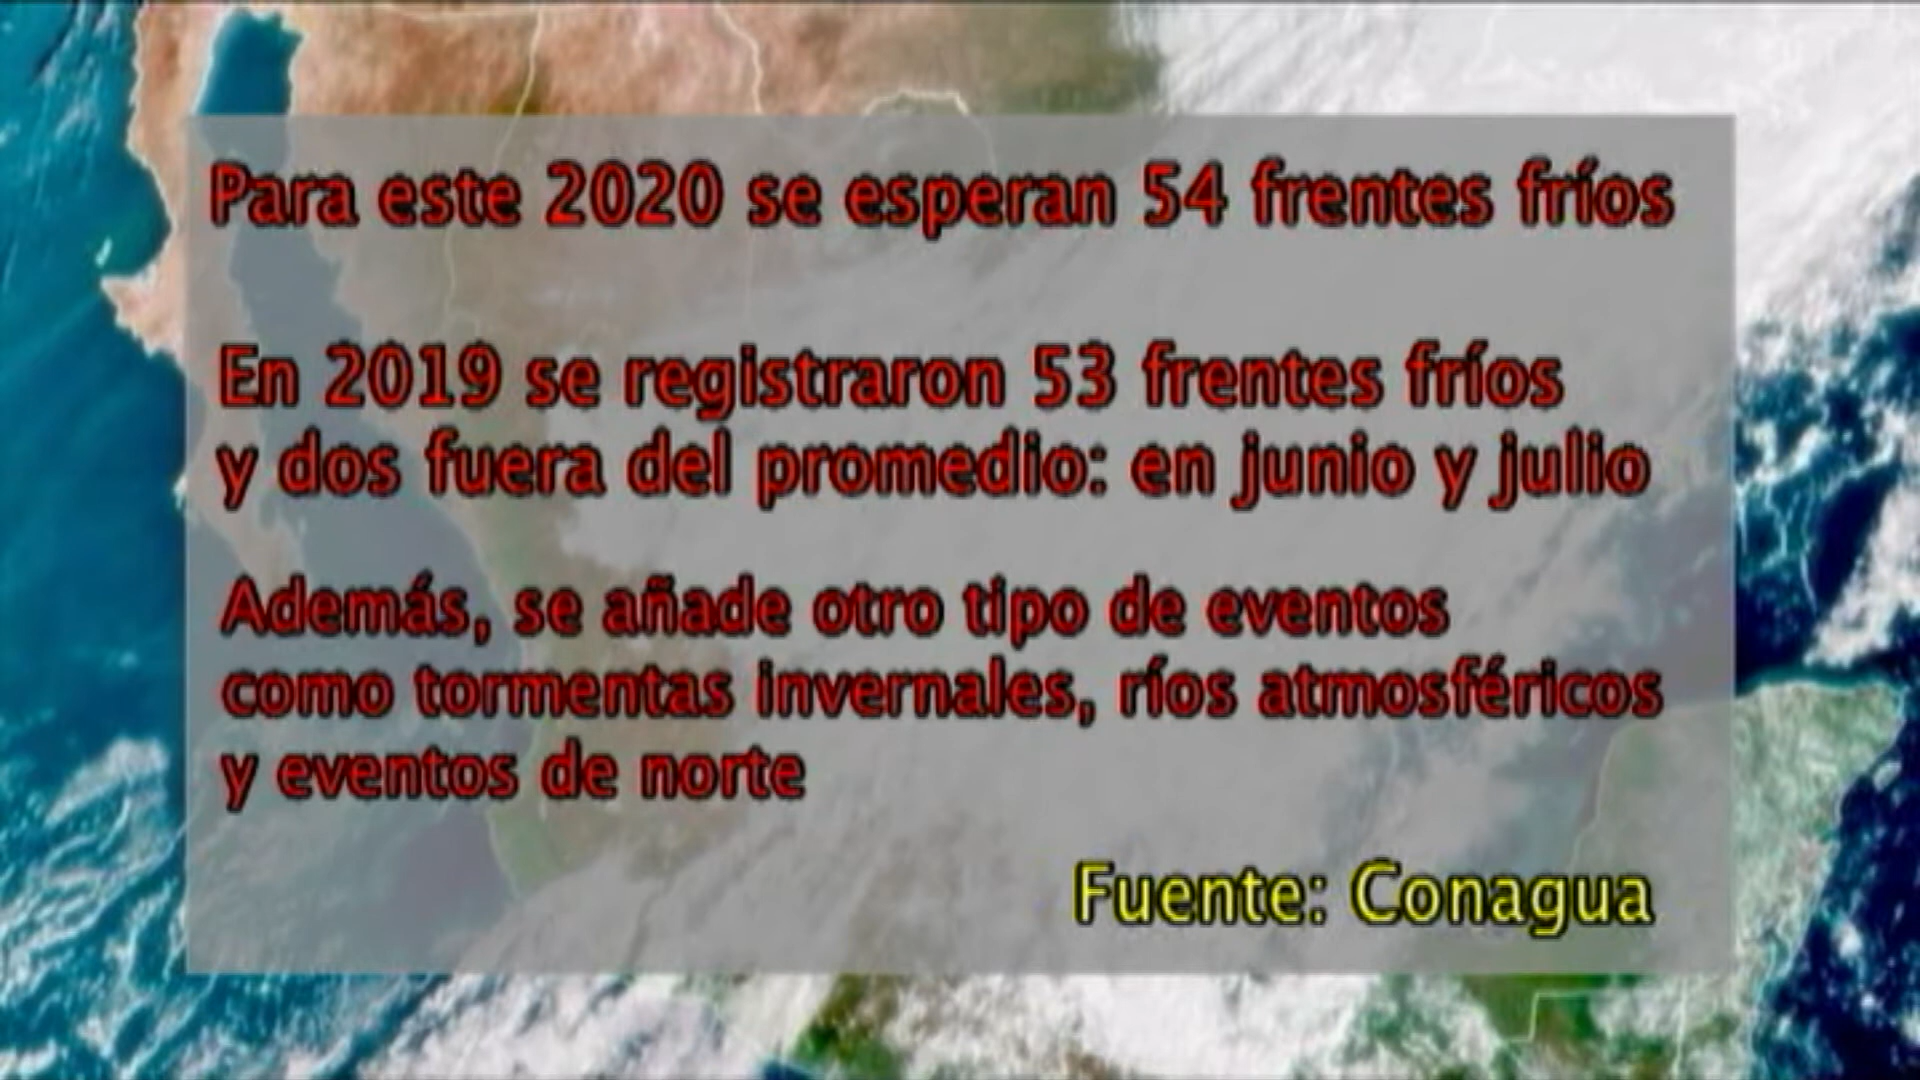 Para este 2020 se esperan 54 frentes fríos
En 2019 se registraron 53 frentes fríos
y dos fuera del promedio: en junio y julio
Además, se añade otro tipo de eventos
como tormentas invernales, ríos atmosféricos
y eventos de norte
Fuente: Conagua